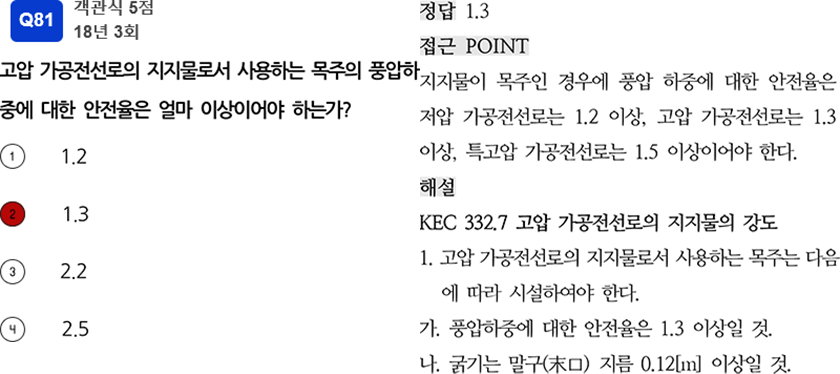 Q81
객관식 5점
18년 3회
고압 가공전선로의 지지물로서 사용하는 목주의 풍압하
중에 대한 안전율은 얼마 이상이어야 하는가?
1 1.2
2 1.3
3 2.2
4 2.5
정답 1.3
접근 POINT
지지물이 목주인 경우에 풍압 하중에 대한 안전율은
저압 가공전선로는 1.2 이상, 고압 가공전선로는 1.3
이상, 특고압 가공전선로는 1.5 이상이어야 한다.
해설
KEC 332.7 고압 가공전선로의 지지물의 강도
1. 고압 가공전선로의 지지물로서 사용하는 목주는 다음
에 따라 시설하여야 한다.
가. 풍압하중에 대한 안전율은 1.3 이상일 것.
나. 굵기는 말구(末口) 지름 0.12[m] 이상일 것.